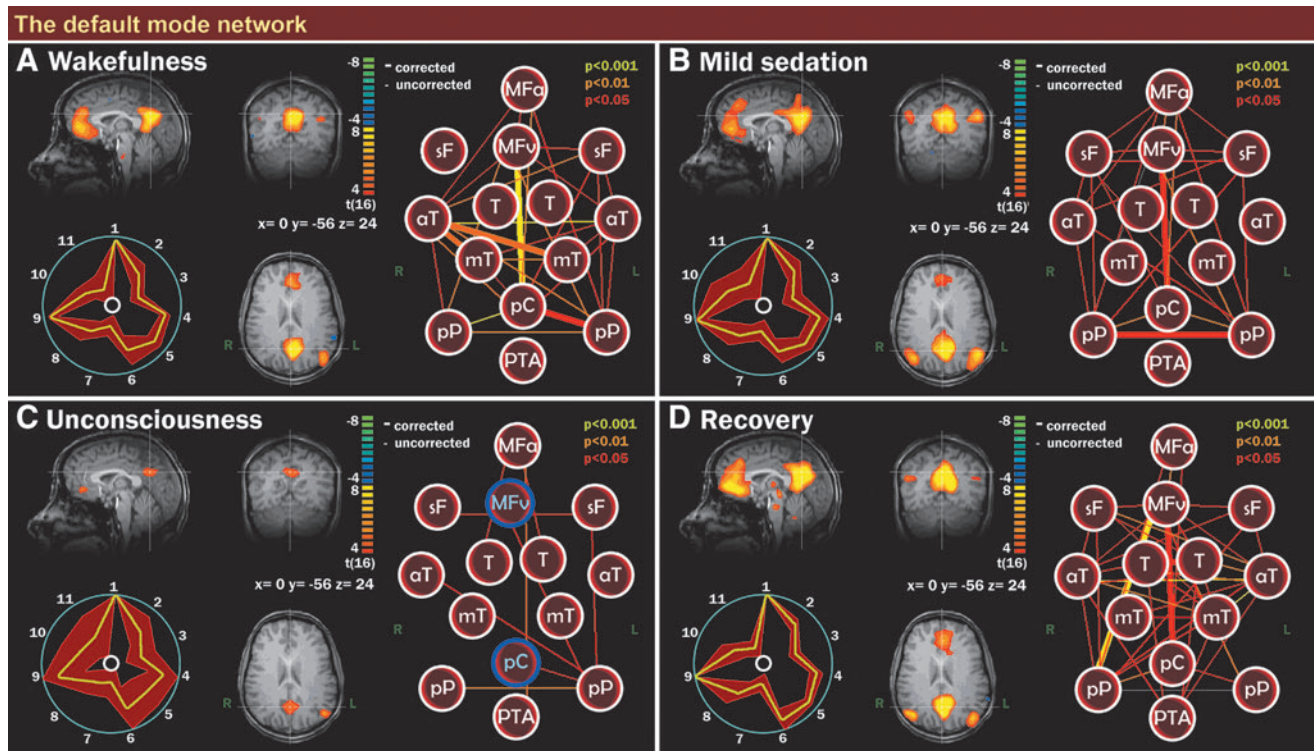 The default mode network
A Wakefulness
-8
-4
8
4
t(16)
- corrected
- uncorrected
p<0.001
p<0.01
p<0.05
x= 0 y= -56 z= 24
1
2
3
4
5
6
7
8
9
10
11
R
L
MFa
sF
MFv
sF
aT
T
T
aT
mT
mT
R
L
pC
pP
pP
PTA
B Mild sedation
-8
-4
8
4
t(16)
- corrected
- uncorrected
p<0.001
p<0.01
p<0.05
x= 0 y= -56 z= 24
1
2
3
4
5
6
7
8
9
10
11
R
L
MFa
sF
MFv
sF
aT
T
T
aT
mT
mT
R
L
pC
pP
pP
PTA
C Unconsciousness
-8
-4
8
4
t(16)
- corrected
- uncorrected
p<0.001
p<0.01
p<0.05
x= 0 y= -56 z= 24
1
2
3
4
5
6
7
8
9
10
11
R
L
MFa
sF
MFv
sF
aT
T
T
aT
mT
mT
R
L
pC
pP
pP
PTA
D Recovery
-8
-4
8
4
t(16)
- corrected
- uncorrected
p<0.001
p<0.01
p<0.05
x= 0 y= -56 z= 24
1
2
3
4
5
6
7
8
9
10
11
R
L
MFa
sF
MFv
sF
aT
T
T
aT
mT
mT
R
L
pC
pP
pP
PTA